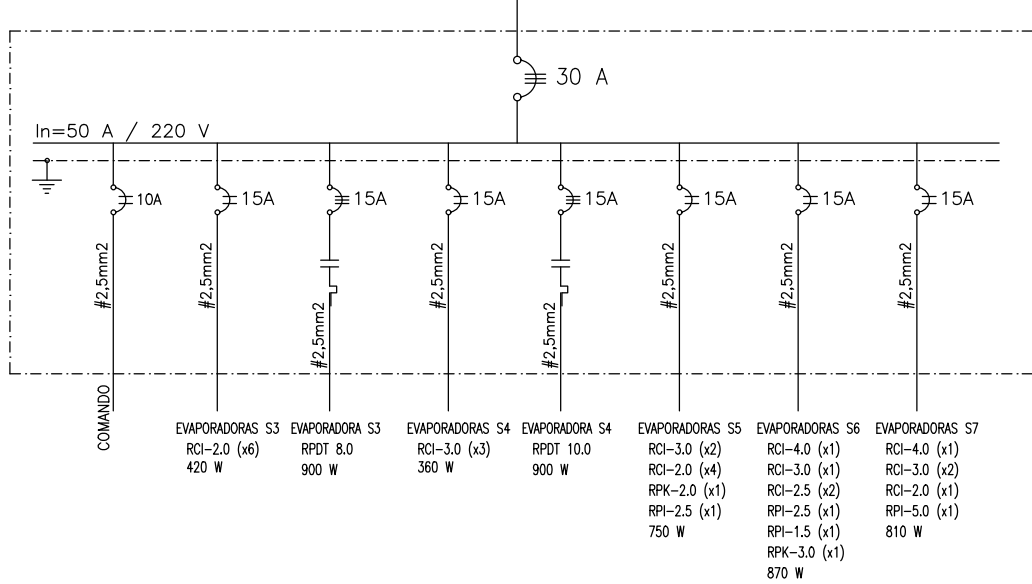 30 A
In=50 A / 220 V
10A
15A
15A
15A
15A
15A
15A
15A
#2,5mm2
#2,5mm2
#2,5mm2
#2,5mm2
#2,5mm2
#2,5mm2
#2,5mm2
#2,5mm2
COMANDO
EVAPORADORAS S3
RCI-2.0 (x6)
420 W
EVAPORADORA S3
RPDT 8.0
900 W
EVAPORADORAS S4
RCI-3.0 (x3)
360 W
EVAPORADORA S4
RPDT 10.0
900 W
EVAPORADORAS S5
RCI-3.0 (x2)
RCI-2.0 (x4)
RPK-2.0 (x1)
RPI-2.5 (x1)
750 W
EVAPORADORAS S6
RCI-4.0 (x1)
RCI-3.0 (x1)
RCI-2.5 (x2)
RPI-2.5 (x1)
RPI-1.5 (x1)
RPK-3.0 (x1)
870 W
EVAPORADORAS S7
RCI-4.0 (x1)
RCI-3.0 (x2)
RCI-2.0 (x1)
RPI-5.0 (x1)
810 W